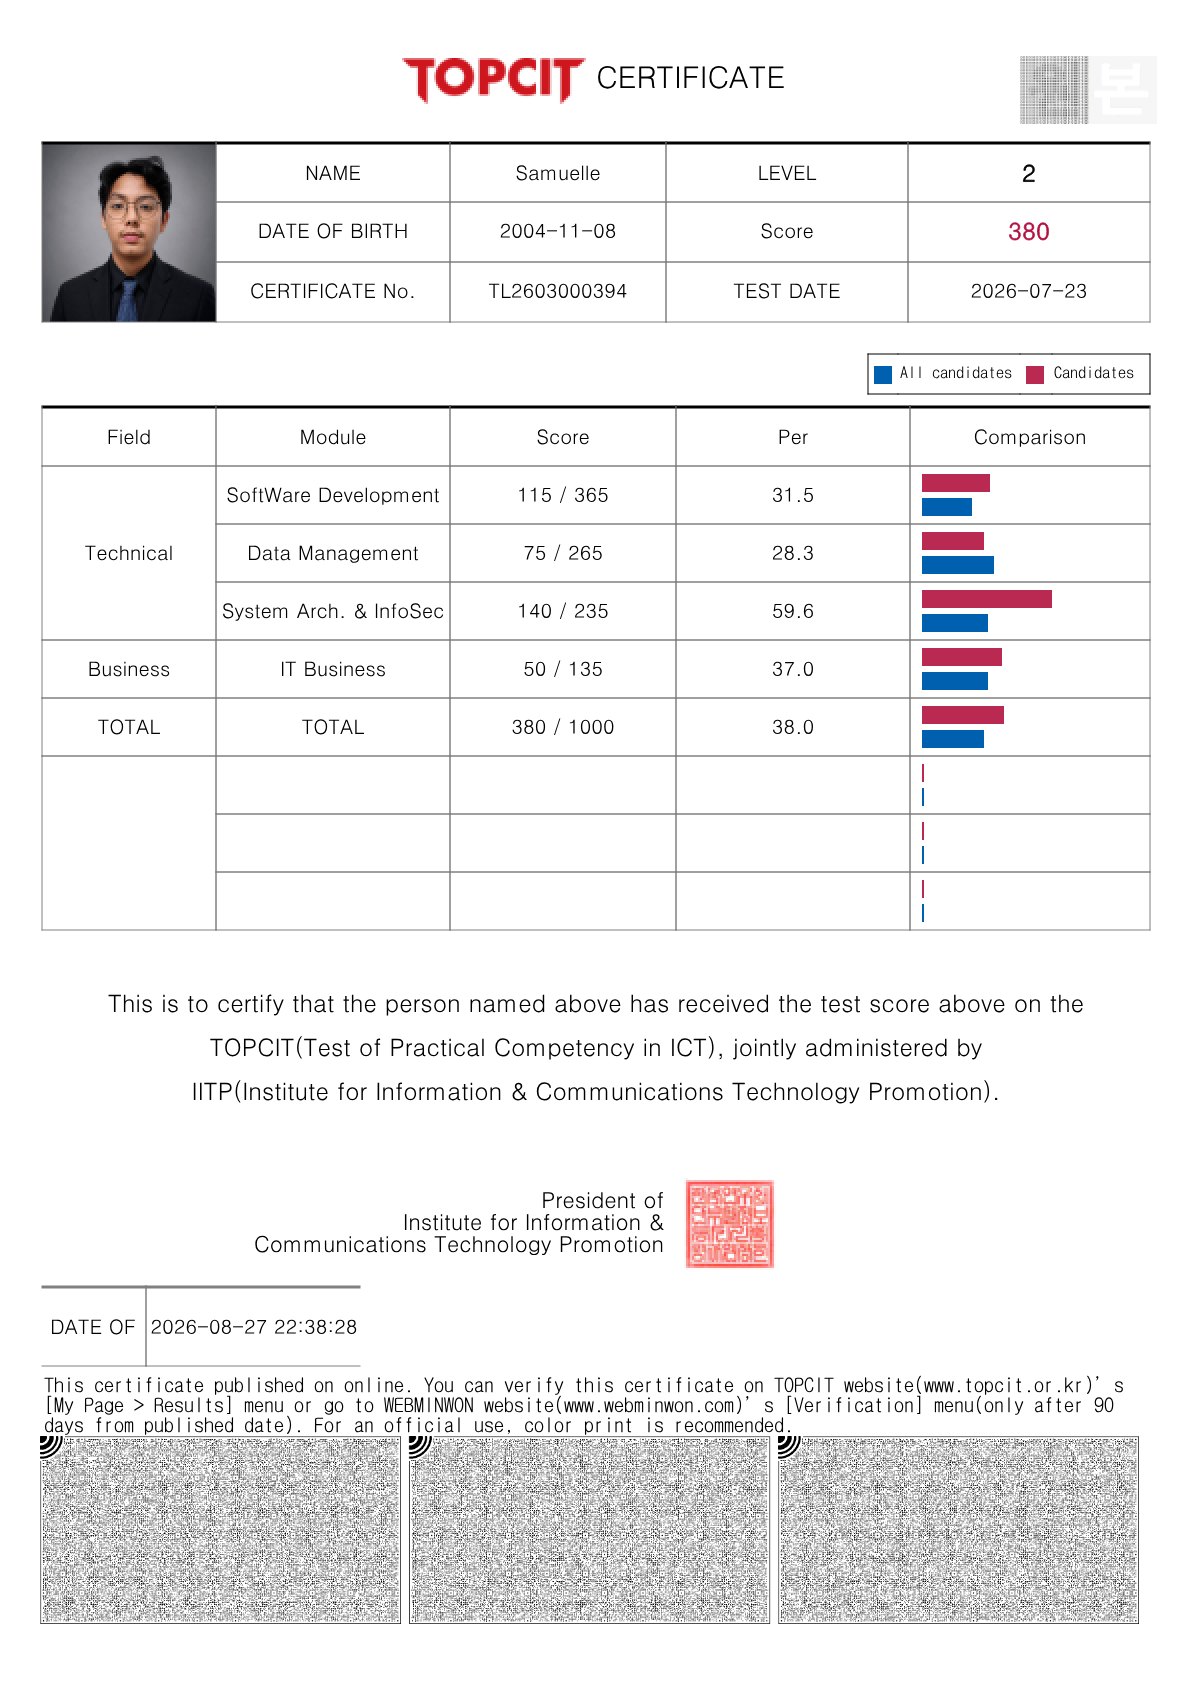 TOPCIT CERTIFICATE
본
NAME Samuelle LEVEL 2
DATE OF BIRTH 2004-11-08 Score 380
CERTIFICATE No. TL2603000394 TEST DATE 2026-07-23
All candidates Candidates
Field Module Score Per Comparison
SoftWare Development 115 / 365 31.5
Technical Data Management 75 / 265 28.3
System Arch. & InfoSec 140 / 235 59.6
Business IT Business 50 / 135 37.0
TOTAL TOTAL 380 / 1000 38.0
This is to certify that the person named above has received the test score above on the
TOPCIT(Test of Practical Competency in ICT), jointly administered by
IITP(Institute for Information & Communications Technology Promotion).
President of
Institute for Information &
Communications Technology Promotion
DATE OF 2026-08-27 22:38:28
This certificate published on online. You can verify this certificate on TOPCIT website(www.topcit.or.kr)’s
[My Page > Results] menu or go to WEBMINWON website(www.webminwon.com)’s [Verification] menu(only after 90
days from published date). For an official use, color print is recommended.